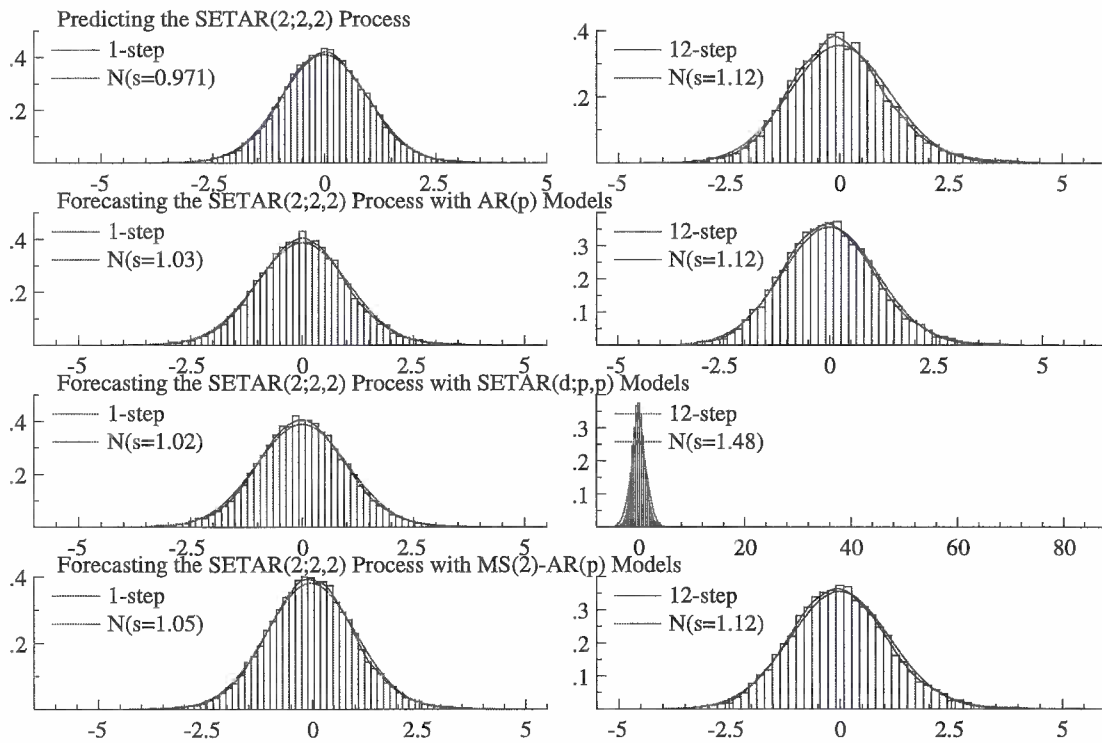 Predicting the SETAR(2;2,2) Process
1-step
N(s=0.971)
.4
.2
-5 -2.5 0 2.5 5
12-step
N(s=1.12)
.4
.2
-5 -2.5 0 2.5 5
Forecasting the SETAR(2;2,2) Process with AR(p) Models
1-step
N(s=1.03)
.4
.2
-5 -2.5 0 2.5 5
12-step
N(s=1.12)
.3
.2
.1
-5 -2.5 0 2.5 5
Forecasting the SETAR(2;2,2) Process with SETAR(d;p,p) Models
1-step
N(s=1.02)
.4
.2
-5 -2.5 0 2.5 5
12-step
N(s=1.48)
.3
.2
.1
0 20 40 60 80
Forecasting the SETAR(2;2,2) Process with MS(2)-AR(p) Models
1-step
N(s=1.05)
.4
.2
-5 -2.5 0 2.5 5
12-step
N(s=1.12)
.3
.2
.1
-5 -2.5 0 2.5 5